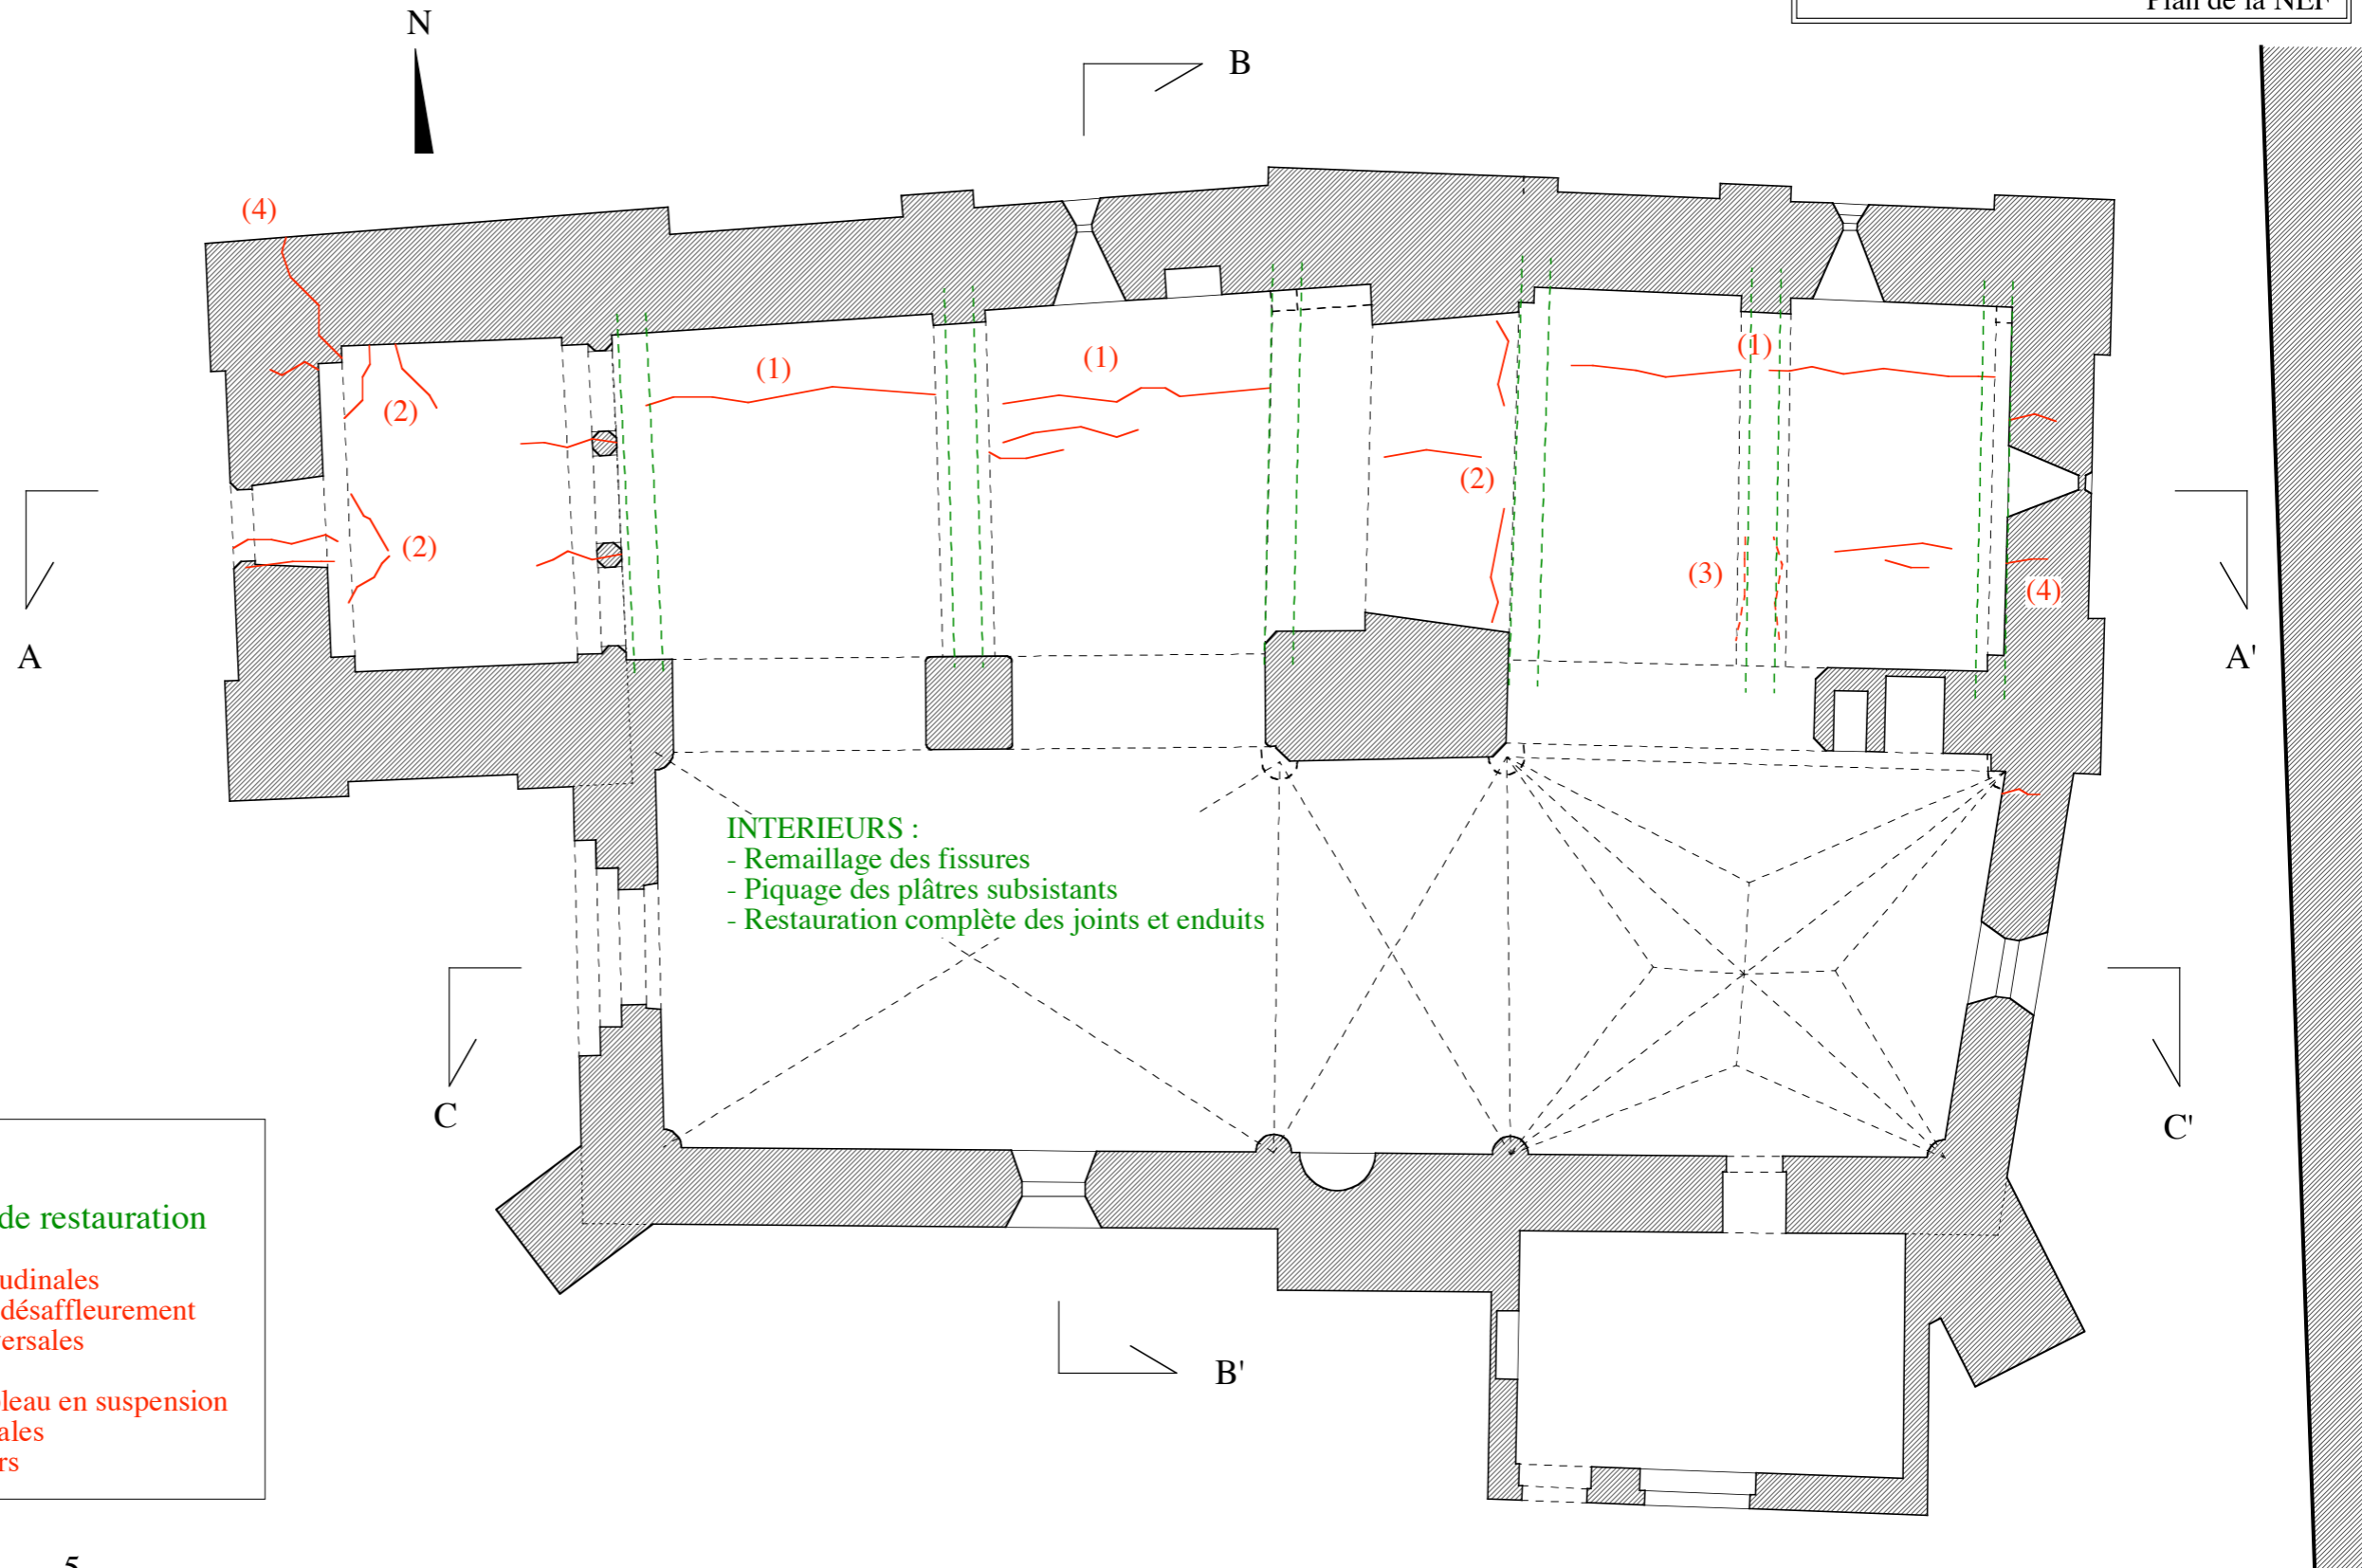 Plan de la NEF
N
B
(4)
(1)
(1)
(1)
(2)
(2)
(2)
(3)
(4)
A
A'
INTERIEURS :
- Remaillage des fissures
- Piquage des plâtres subsistants
- Restauration complète des joints et enduits
C
C'
B'
de restauration
udinales
désaffleurement
ersales
leau en suspension
ales
rs
5